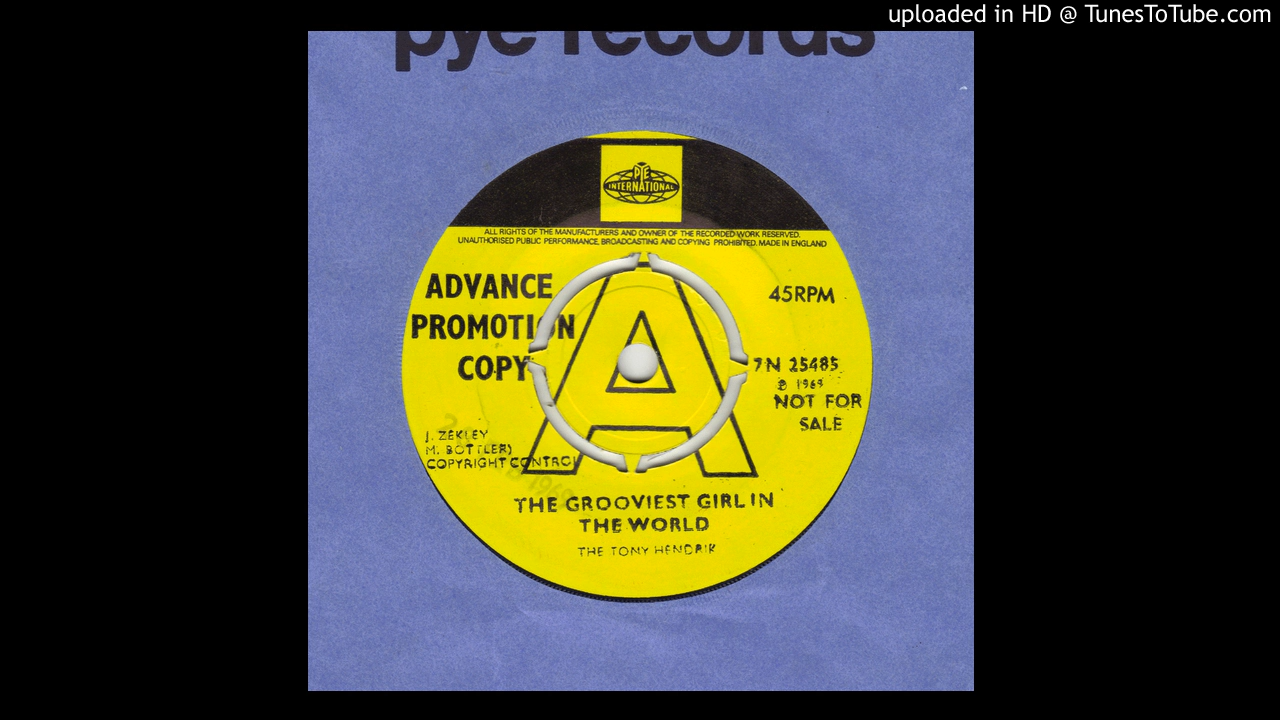 uploaded in HD @ TunesToTube.com
pye records
PYE
INTERNATIONAL
ALL RIGHTS OF THE MANUFACTURERS AND OWNER OF THE RECORDED WORK RESERVED.
UNAUTHORISED PUBLIC PERFORMANCE, BROADCASTING AND COPYING PROHIBITED. MADE IN ENGLAND
ADVANCE
PROMOTION
COPY
A
45RPM
7N 25485
℗ 1969
NOT FOR
SALE
J. ZEKLEY
M. BOTTLER)
COPYRIGHT CONTROL
THE GROOVIEST GIRL IN
THE WORLD
THE TONY HENDRIK